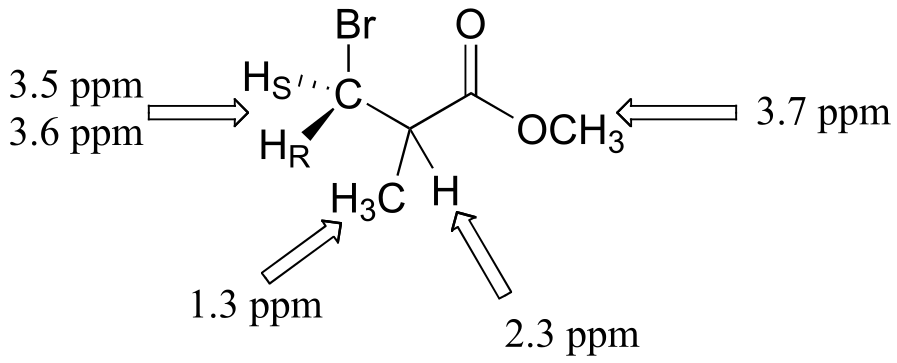 Br
O
3.5 ppm
3.6 ppm
HS
C
HR
OCH3
3.7 ppm
H3C
H
1.3 ppm
2.3 ppm